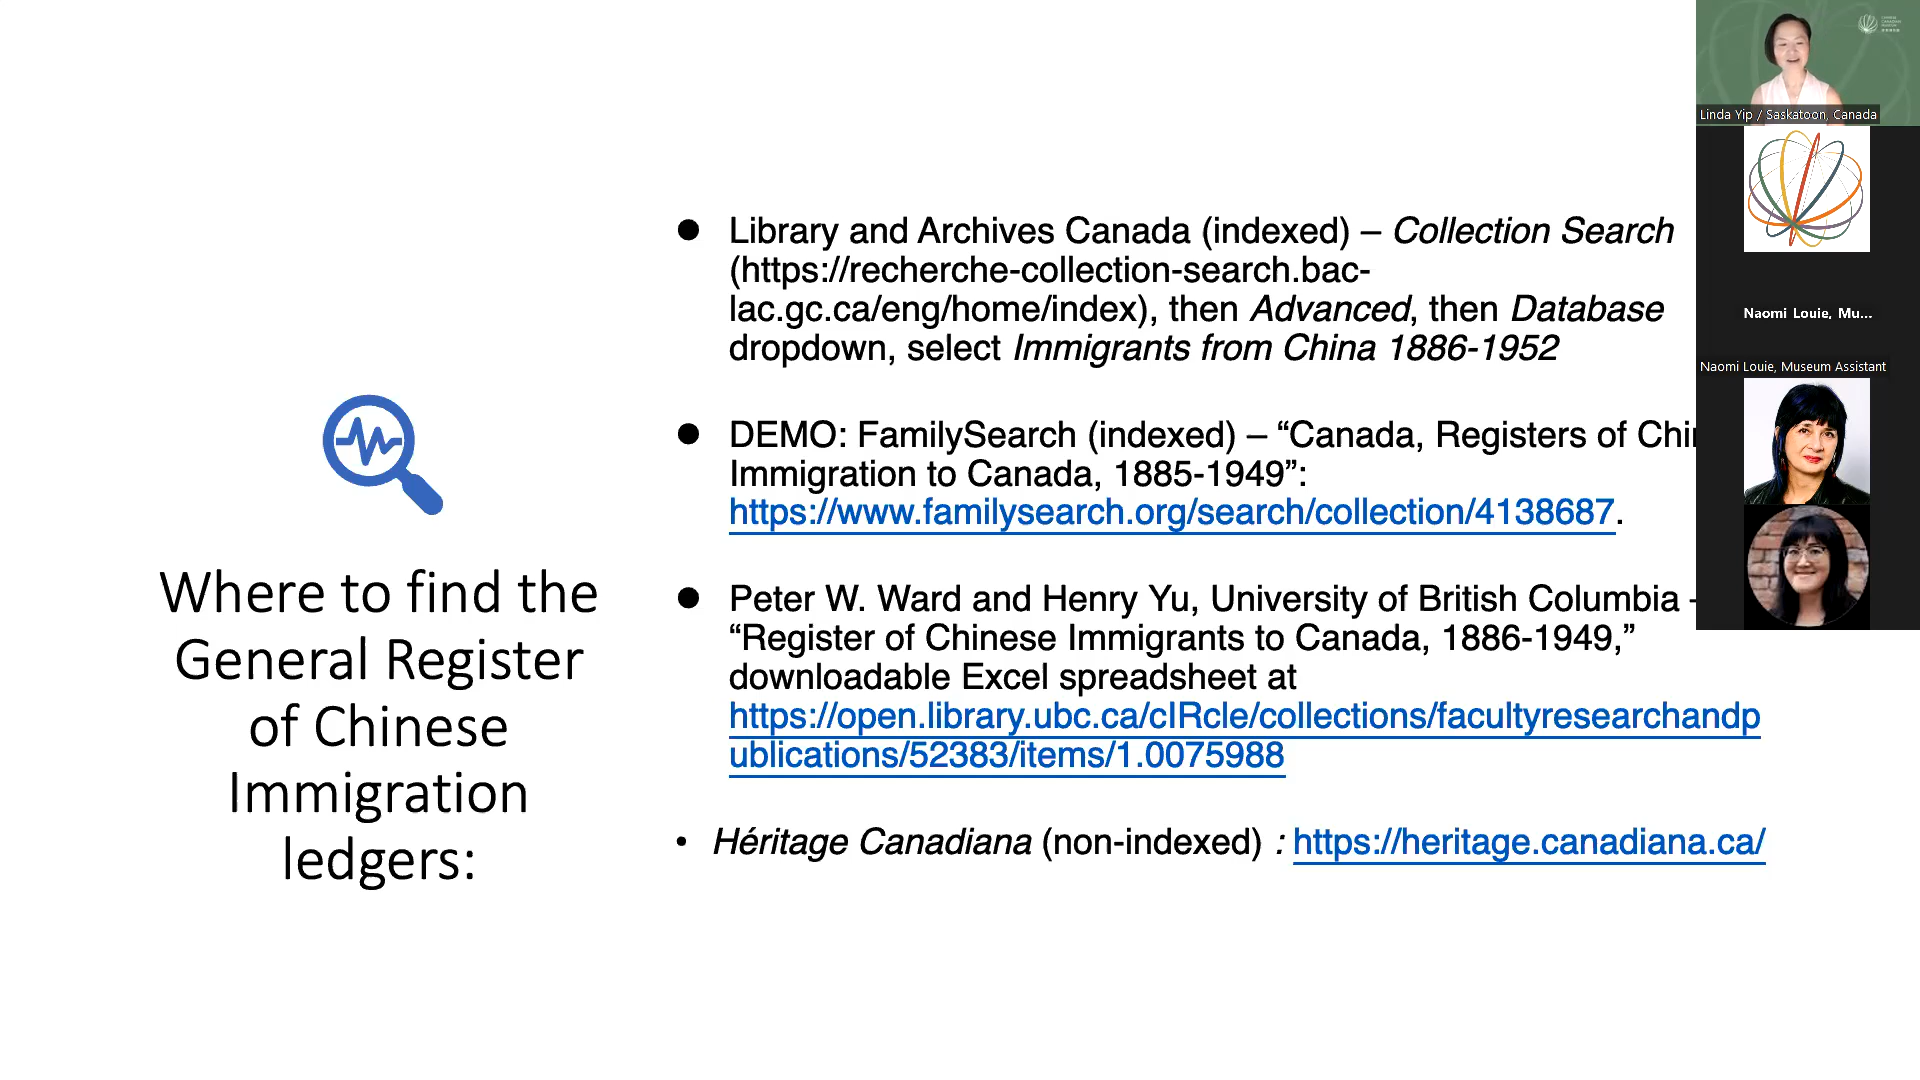 Where to find the
General Register
of Chinese
Immigration
ledgers:
● Library and Archives Canada (indexed) – Collection Search
(https://recherche-collection-search.bac-
lac.gc.ca/eng/home/index), then Advanced, then Database
dropdown, select Immigrants from China 1886-1952
● DEMO: FamilySearch (indexed) – “Canada, Registers of Chi
Immigration to Canada, 1885-1949”:
https://www.familysearch.org/search/collection/4138687.
● Peter W. Ward and Henry Yu, University of British Columbia -
“Register of Chinese Immigrants to Canada, 1886-1949,”
downloadable Excel spreadsheet at
https://open.library.ubc.ca/cIRcle/collections/facultyresearchandp
ublications/52383/items/1.0075988
• Héritage Canadiana (non-indexed) : https://heritage.canadiana.ca/
Linda Yip / Saskatoon, Canada
Naomi Louie, Mu...
Naomi Louie, Museum Assistant